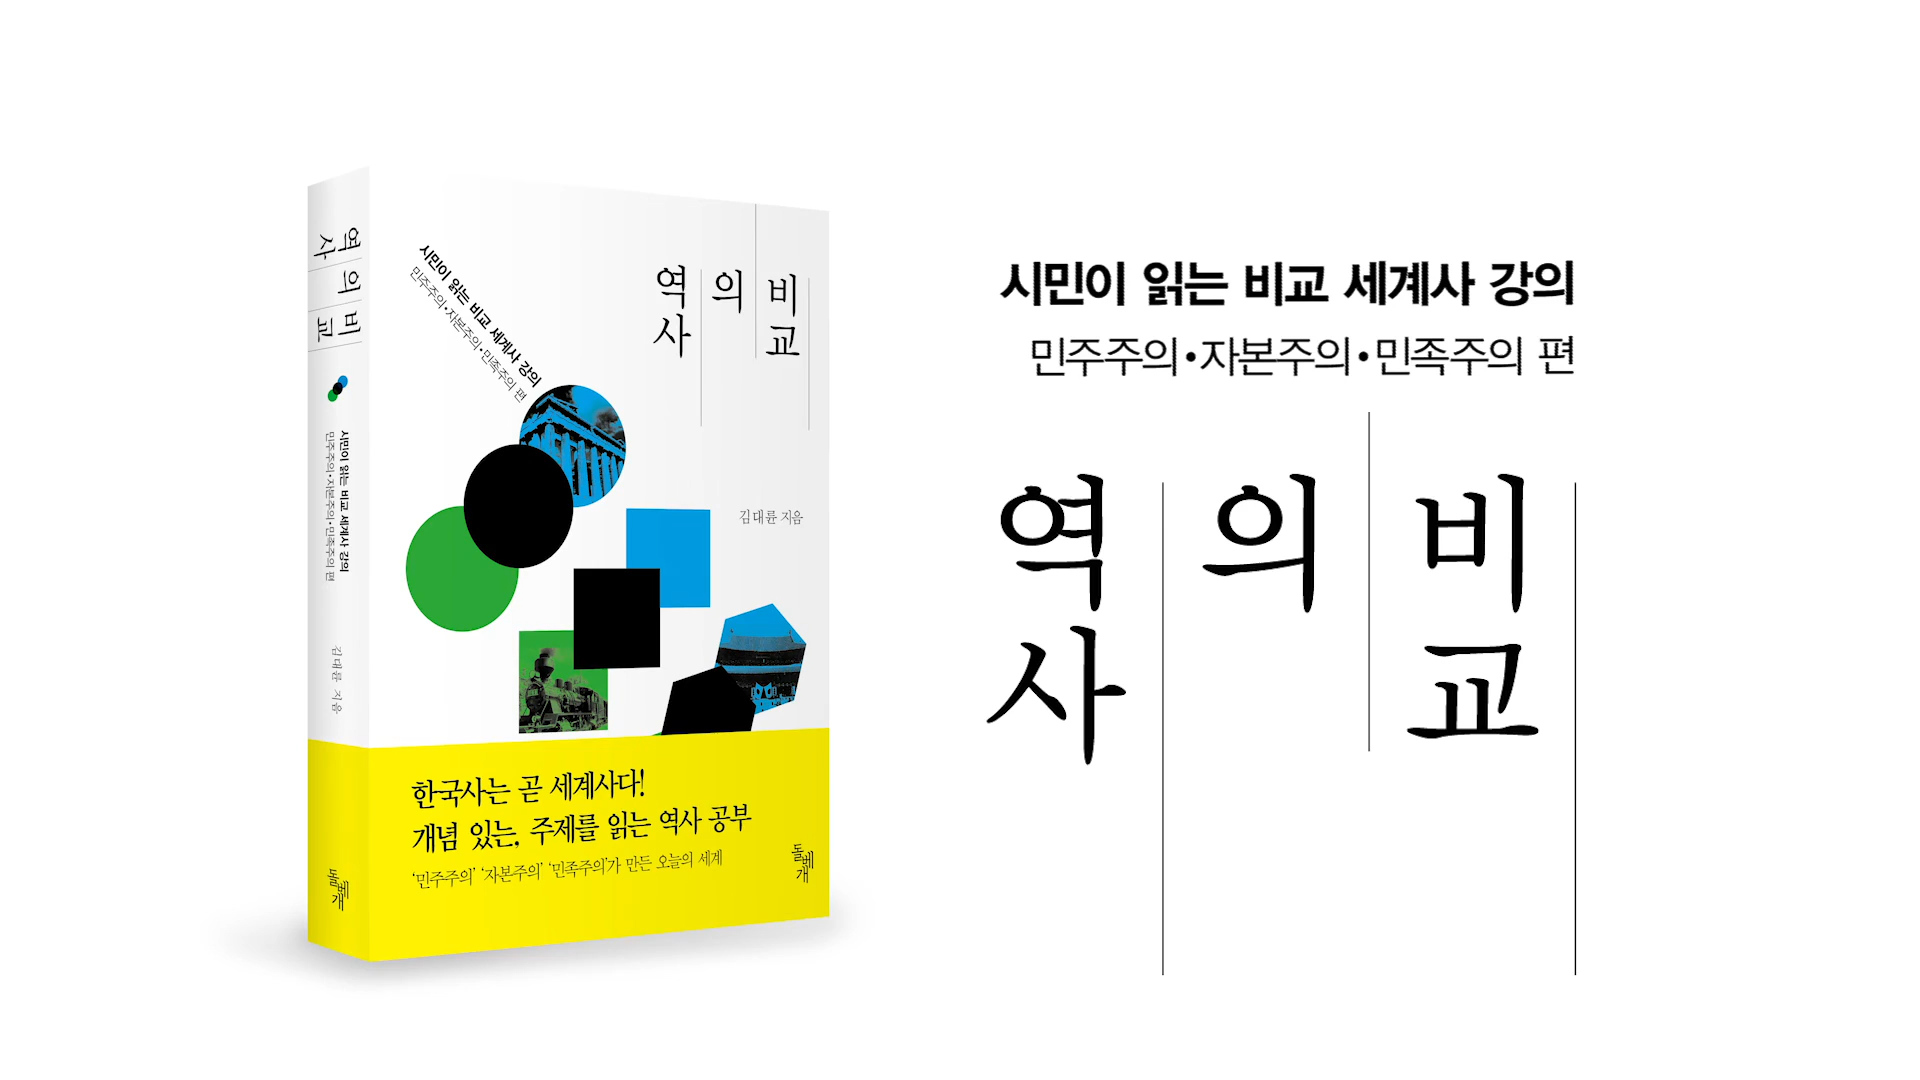 역사의 비교
시민이 읽는 비교 세계사 강의
민주주의·자본주의·민족주의 편
김대륜 지음
돌베개
시민이 읽는 비교 세계사 강의
민주주의·자본주의·민족주의 편
역사의 비교
김대륜 지음
한국사는 곧 세계사다!
개념 있는, 주제를 읽는 역사 공부
‘민주주의’ ‘자본주의’ ‘민족주의’가 만든 오늘의 세계
돌베개
시민이 읽는 비교 세계사 강의
민주주의·자본주의·민족주의 편
역사의 비교